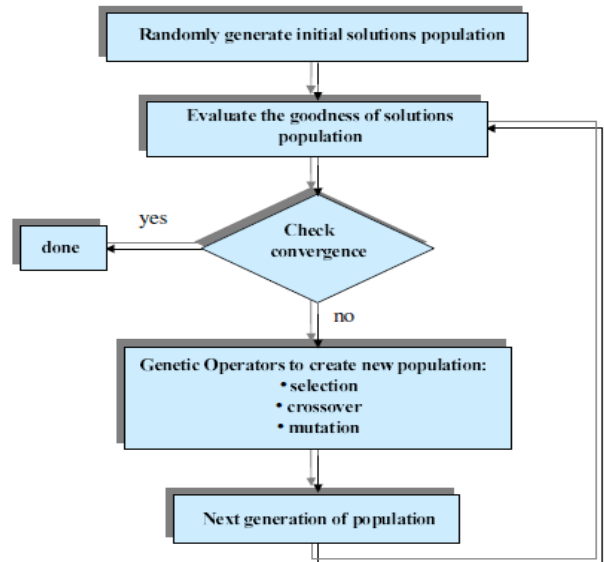 Randomly generate initial solutions population
Evaluate the goodness of solutions
population
yes
Check
convergence
done
no
Genetic Operators to create new population:
• selection
• crossover
• mutation
Next generation of population